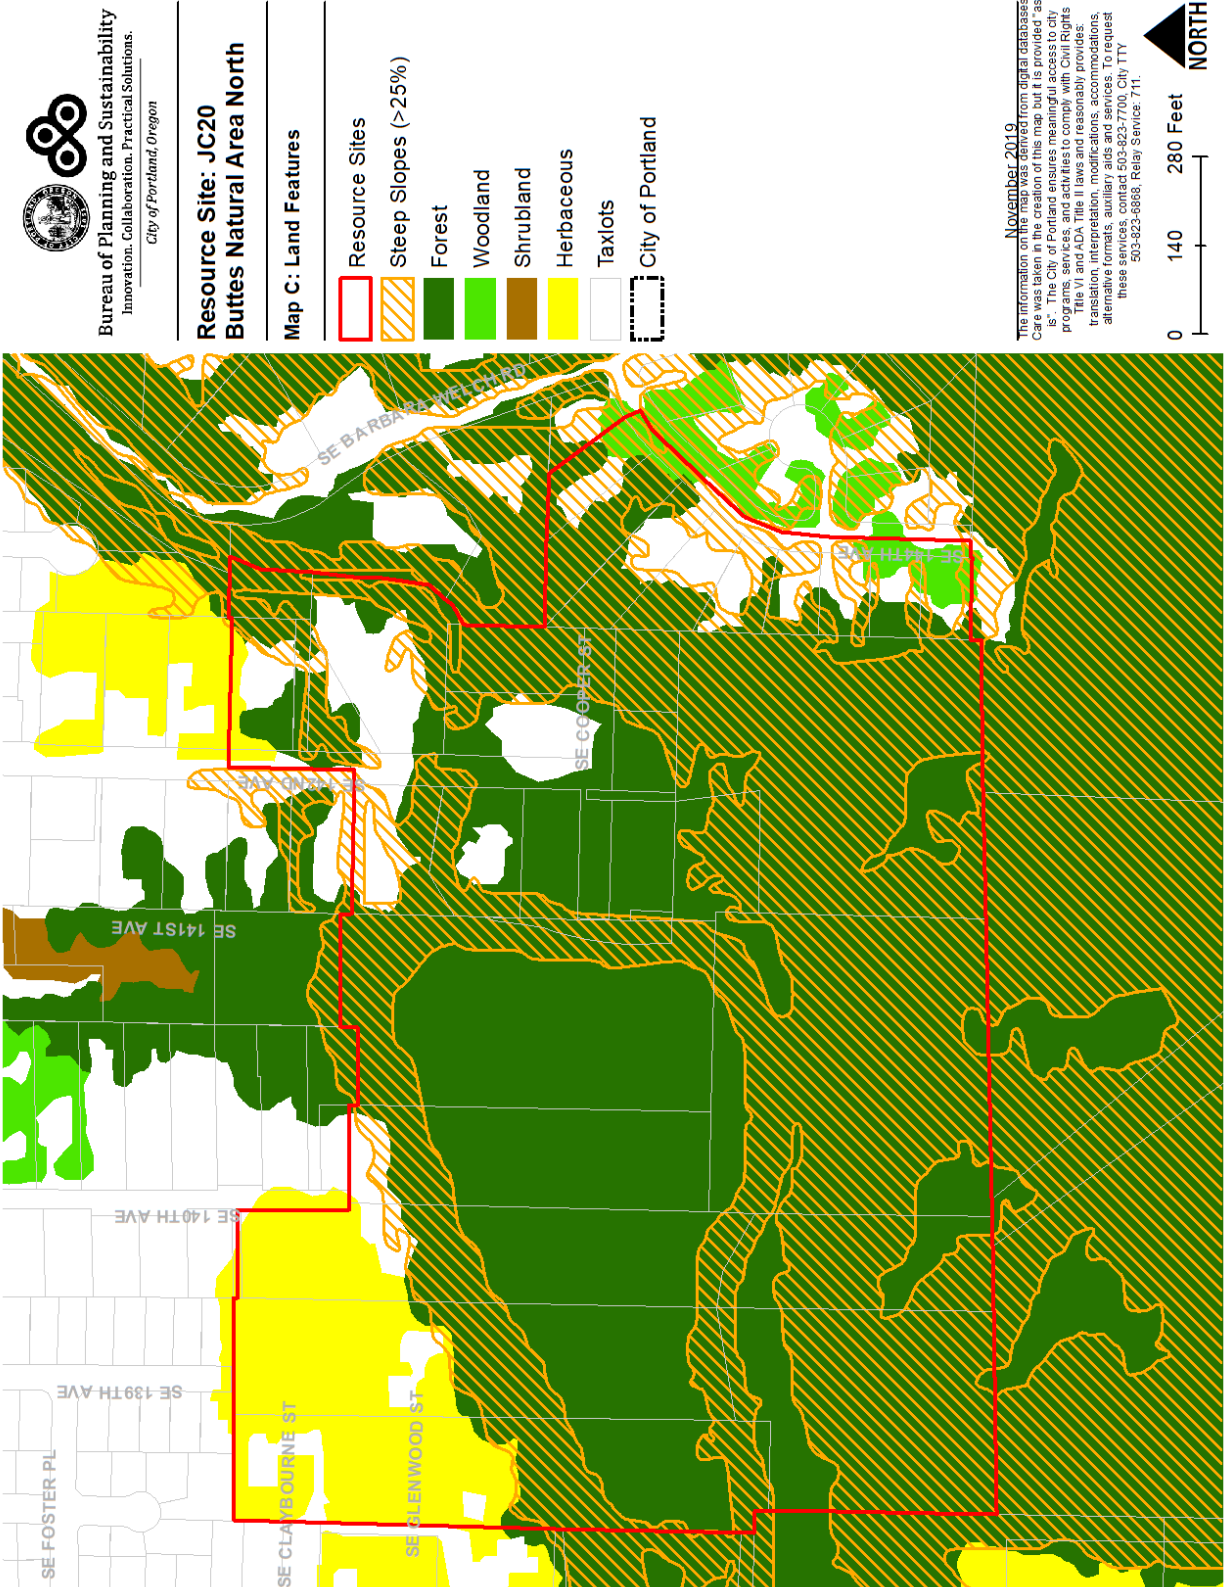 Bureau of Planning and Sustainability
Innovation. Collaboration. Practical Solutions.
City of Portland, Oregon
Resource Site: JC20
Buttes Natural Area North
Map C: Land Features
Resource Sites
Steep Slopes (>25%)
Forest
Woodland
Shrubland
Herbaceous
Taxlots
City of Portland
November 2019
The information on the map was derived from digital databases
Care was taken in the creation of this map but it is provided "as
is". The City of Portland ensures meaningful access to city
programs, services, and activities to comply with Civil Rights
Title VI and ADA Title II laws and reasonably provides:
translation, interpretation, modifications, accommodations,
alternative formats, auxiliary aids and services. To request
these services, contact 503-823-7700, City TTY
503-823-6868, Relay Service: 711.
0 140 280 Feet
NORTH
SE BARBARA WELCH RD
SE 144TH AVE
SE COOPER ST
SE 142ND AVE
SE 141ST AVE
SE 140TH AVE
SE 139TH AVE
SE FOSTER PL
SE CLAYBOURNE ST
SE GLENWOOD ST